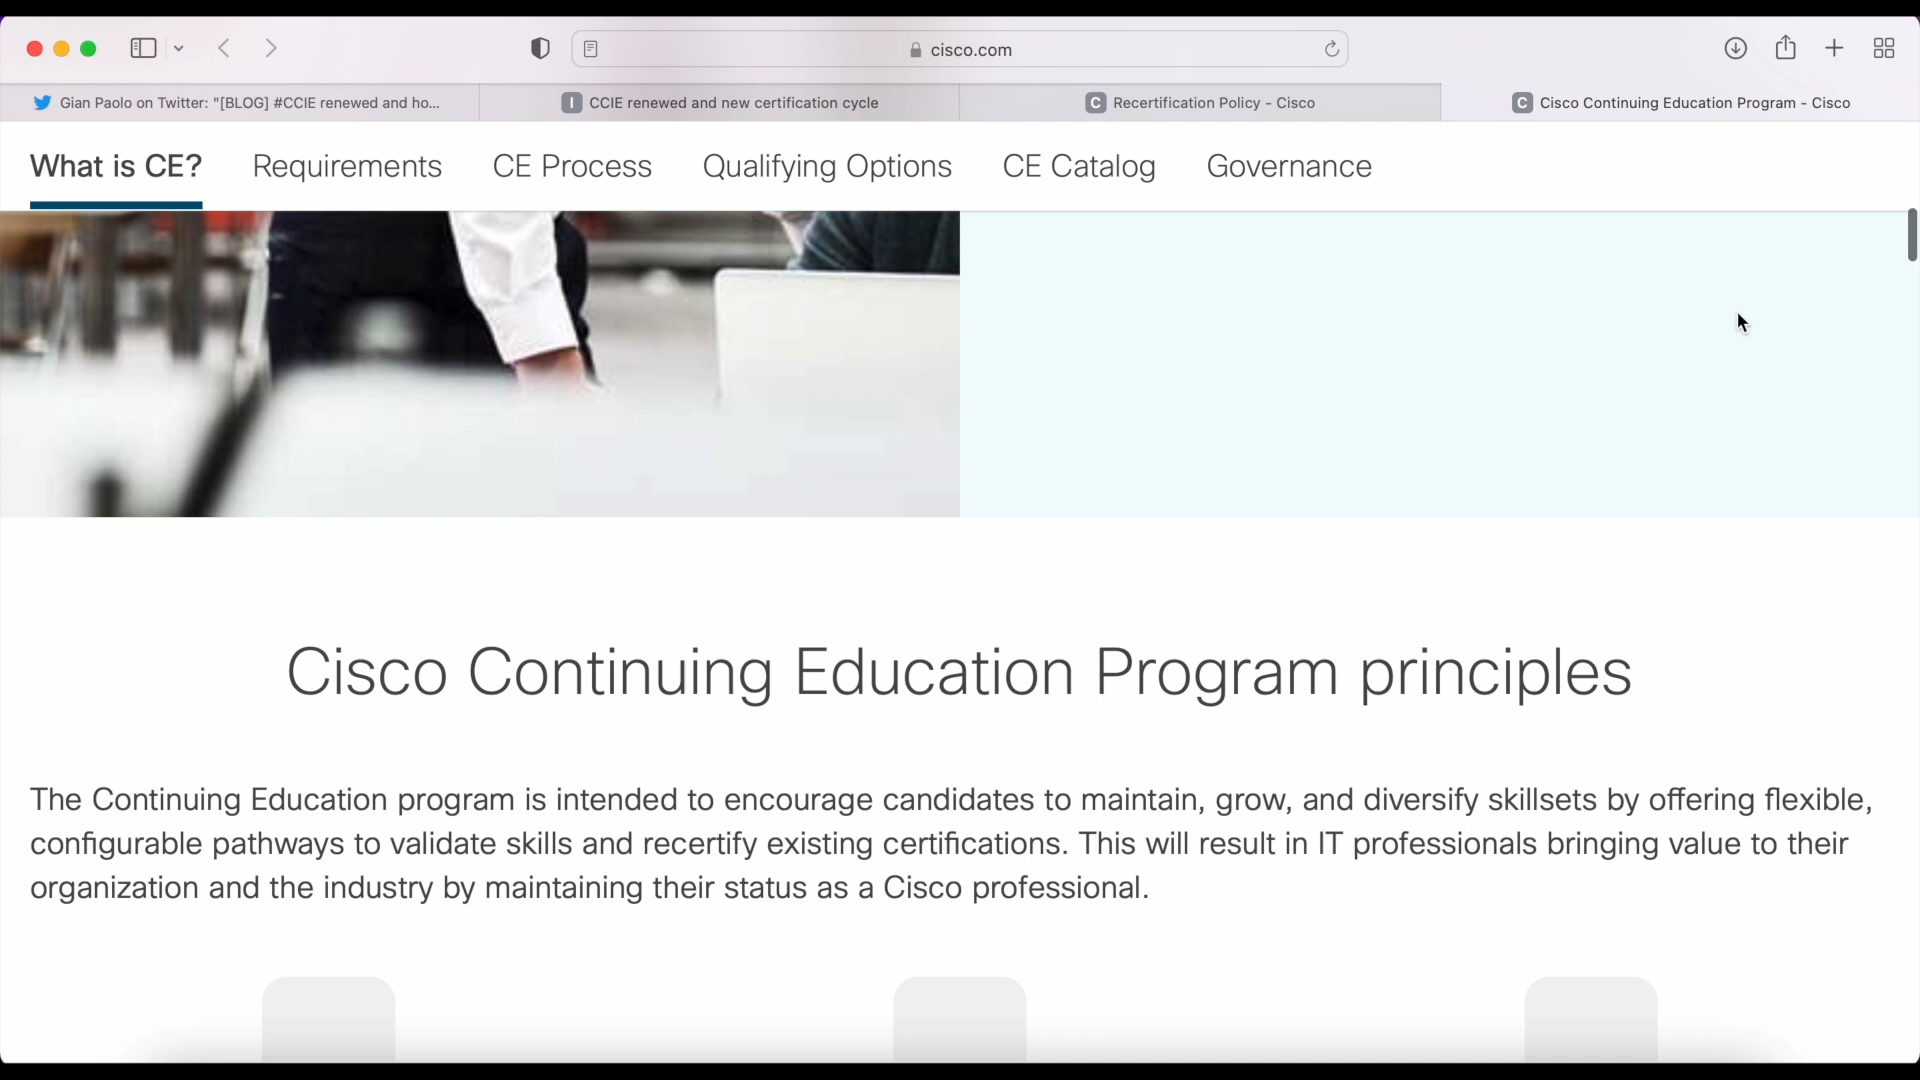 cisco.com
Gian Paolo on Twitter: "[BLOG] #CCIE renewed and ho...
I CCIE renewed and new certification cycle
C Recertification Policy - Cisco
C Cisco Continuing Education Program - Cisco
What is CE? Requirements CE Process Qualifying Options CE Catalog Governance
Cisco Continuing Education Program principles
The Continuing Education program is intended to encourage candidates to maintain, grow, and diversify skillsets by offering flexible,
configurable pathways to validate skills and recertify existing certifications. This will result in IT professionals bringing value to their
organization and the industry by maintaining their status as a Cisco professional.